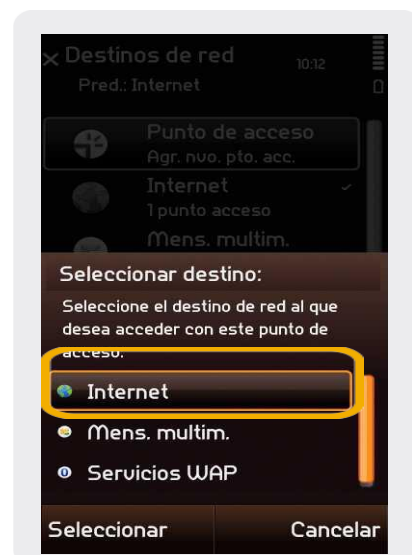 Destinos de red
10:12
Pred.: Internet
Punto de acceso
Agr. nvo. pto. acc.
Internet
1 punto acceso
Mens. multim.
Seleccionar destino:
Seleccione el destino de red al que
desea acceder con este punto de
acceso.
Internet
Mens. multim.
Servicios WAP
Seleccionar
Cancelar